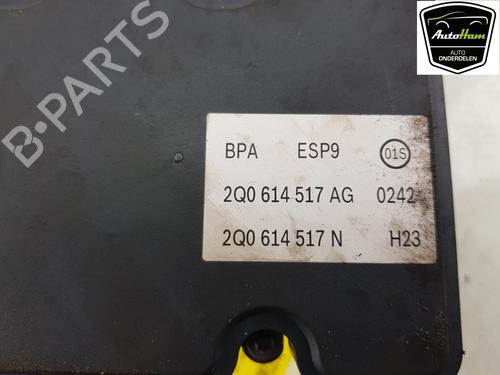 AutoHam
AUTO
ONDERDELEN
B-PARTS
BPA ESP9 01S
2Q0 614 517 AG 0242
2Q0 614 517 N H23